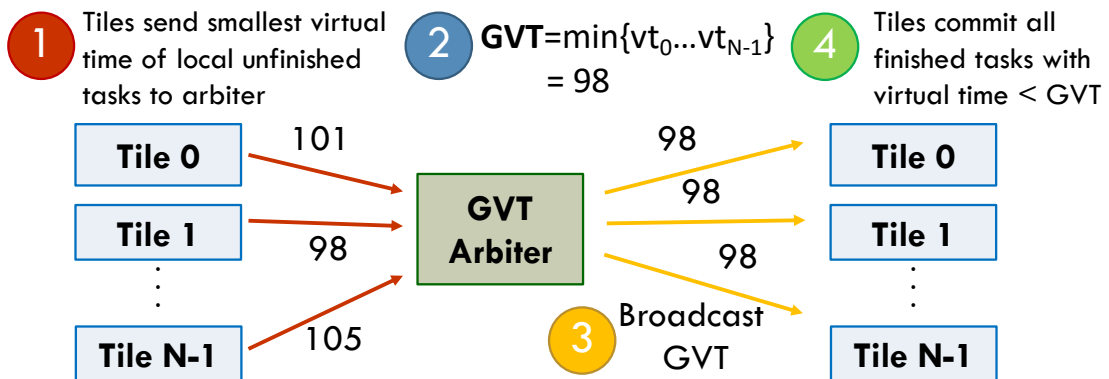 1
Tiles send smallest virtual
time of local unfinished
tasks to arbiter
2
GVT=min{vt₀...vt_N-1}
= 98
4
Tiles commit all
finished tasks with
virtual time < GVT
Tile 0
Tile 1
⋮
Tile N-1
101
98
105
GVT
Arbiter
98
98
98
3
Broadcast
GVT
Tile 0
Tile 1
⋮
Tile N-1